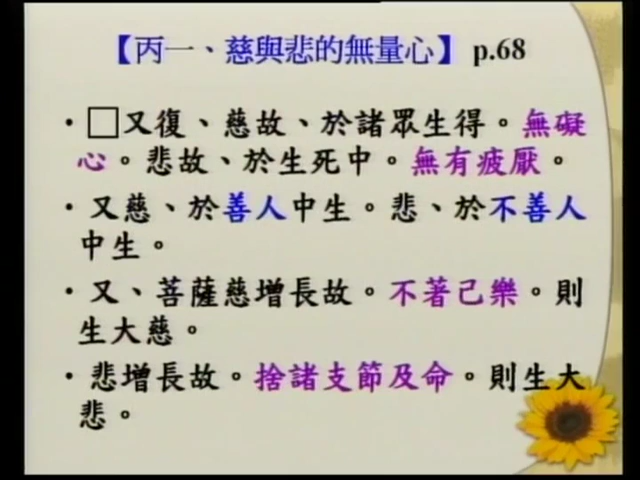 【丙一、慈與悲的無量心】 p.68
•□又復、慈故、於諸眾生得。無礙
心。悲故、於生死中。無有疲厭。
•又慈、於善人中生。悲、於不善人
中生。
•又、菩薩慈增長故。不著己樂。則
生大慈。
•悲增長故。捨諸支節及命。則生大
悲。